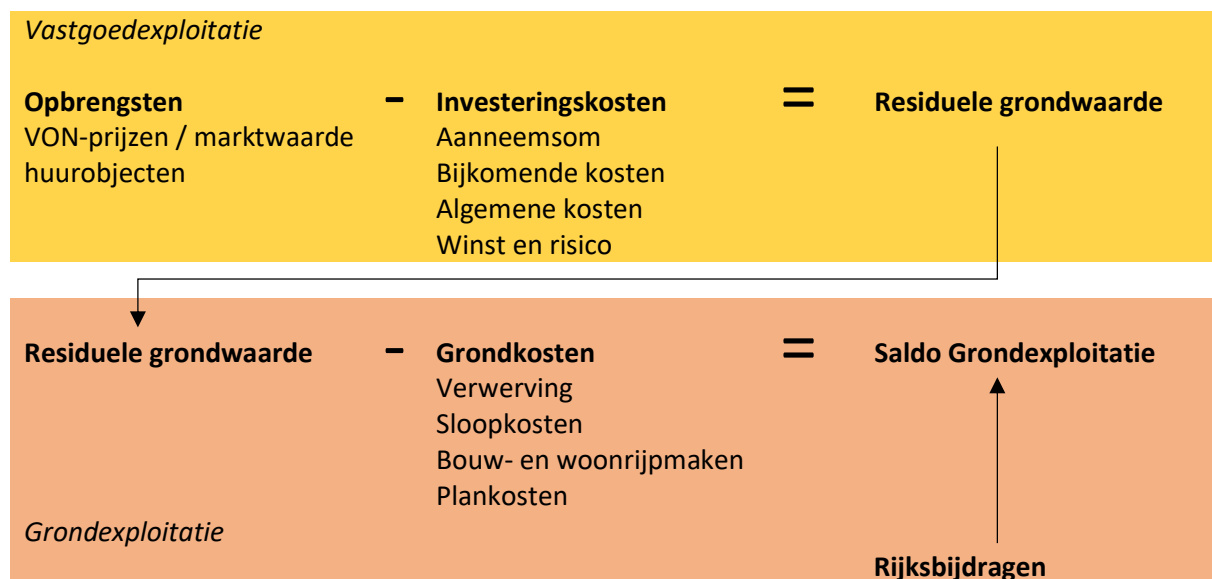 Vastgoedexploitatie
Opbrengsten - Investeringskosten = Residuele grondwaarde
VON-prijzen / marktwaarde Aanneemsom
huurobjecten Bijkomende kosten
Algemene kosten
Winst en risico
Residuele grondwaarde - Grondkosten = Saldo Grondexploitatie
Verwerving
Sloopkosten
Bouw- en woonrijpmaken
Plankosten
Grondexploitatie
Rijksbijdragen